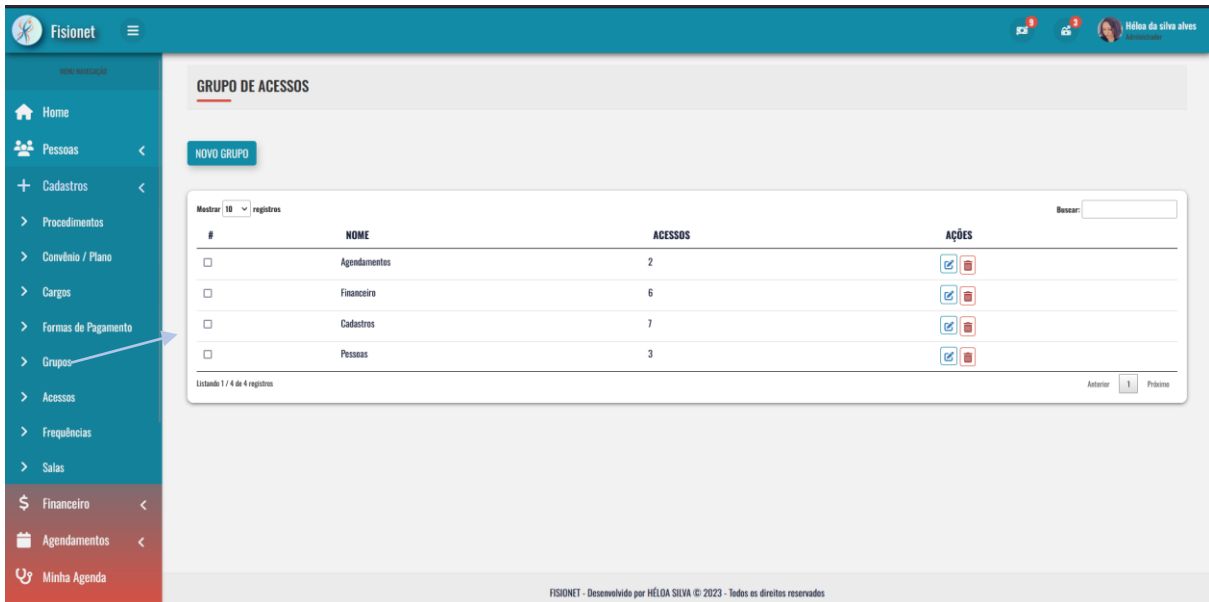 Fisionet
9
3
Héloa da silva alves
Administrador
MENU NAVEGAÇÃO
Home
Pessoas
Cadastros
Procedimentos
Convênio / Plano
Cargos
Formas de Pagamento
Grupos
Acessos
Frequências
Salas
Financeiro
Agendamentos
Minha Agenda
GRUPO DE ACESSOS
NOVO GRUPO
Mostrar 10 registros
Buscar:
# NOME ACESSOS AÇÕES
Agendamentos 2
Financeiro 6
Cadastros 7
Pessoas 3
Listando 1 / 4 de 4 registros
Anterior 1 Próximo
FISIONET - Desenvolvido por HÉLOA SILVA © 2023 - Todos os direitos reservados